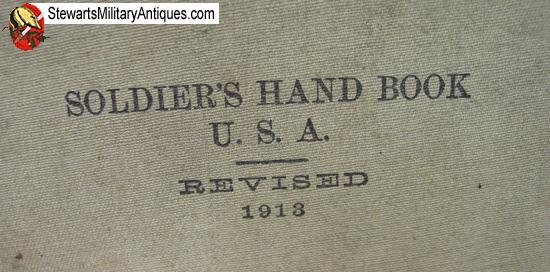 StewartsMilitaryAntiques.com
SOLDIER'S HAND BOOK
U. S. A.
REVISED
1913